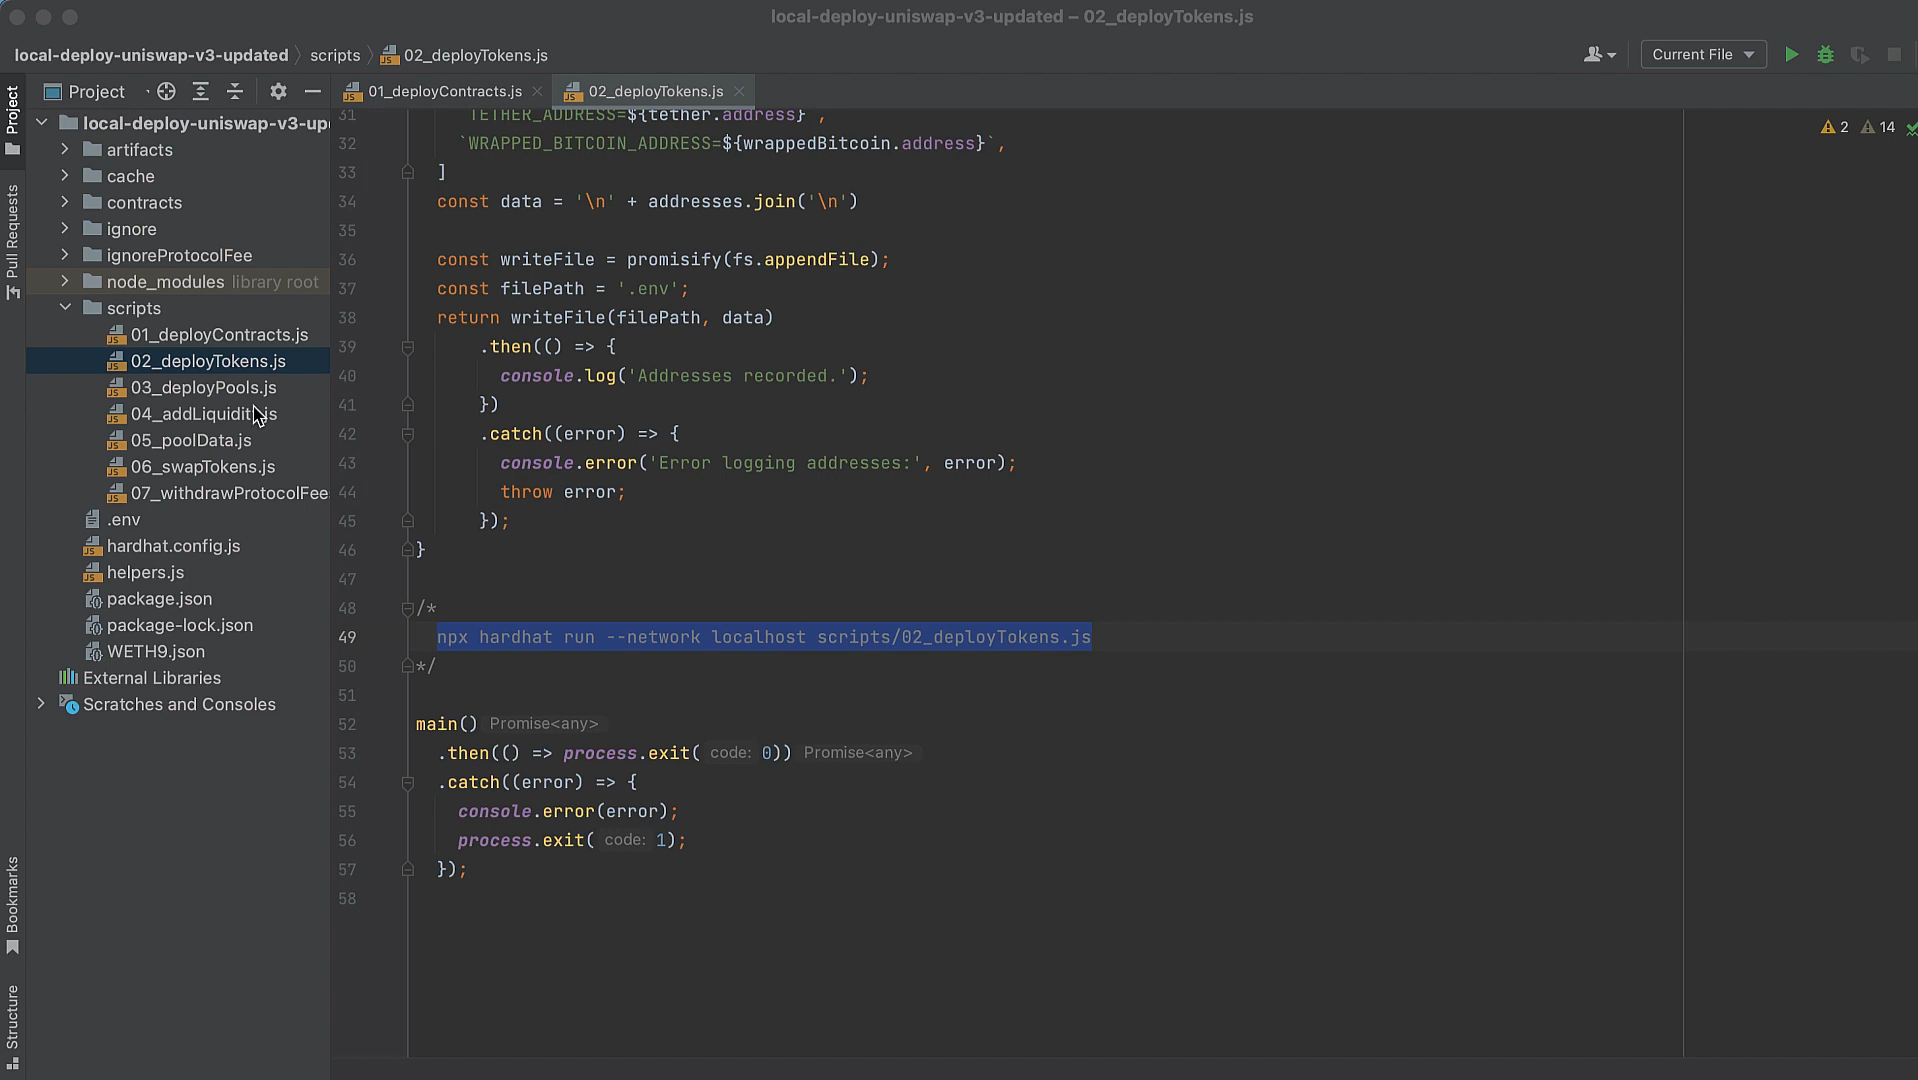 local-deploy-uniswap-v3-updated – 02_deployTokens.js
local-deploy-uniswap-v3-updated
scripts
02_deployTokens.js
Current File
Project
01_deployContracts.js
02_deployTokens.js
Project
Pull Requests
Bookmarks
Structure
local-deploy-uniswap-v3-up
artifacts
cache
contracts
ignore
ignoreProtocolFee
node_modules library root
scripts
01_deployContracts.js
02_deployTokens.js
03_deployPools.js
04_addLiquidit js
05_poolData.js
06_swapTokens.js
07_withdrawProtocolFee
.env
hardhat.config.js
helpers.js
package.json
package-lock.json
WETH9.json
External Libraries
Scratches and Consoles
2 14
31 `TETHER_ADDRESS=${tether.address}`,
32 `WRAPPED_BITCOIN_ADDRESS=${wrappedBitcoin.address}`,
33 ]
34 const data = '\n' + addresses.join('\n')
35
36 const writeFile = promisify(fs.appendFile);
37 const filePath = '.env';
38 return writeFile(filePath, data)
39 .then(() => {
40 console.log('Addresses recorded.');
41 })
42 .catch((error) => {
43 console.error('Error logging addresses:', error);
44 throw error;
45 });
46 }
47
48 /*
49 npx hardhat run --network localhost scripts/02_deployTokens.js
50 */
51
52 main() Promise<any>
53 .then(() => process.exit( code: 0)) Promise<any>
54 .catch((error) => {
55 console.error(error);
56 process.exit( code: 1);
57 });
58